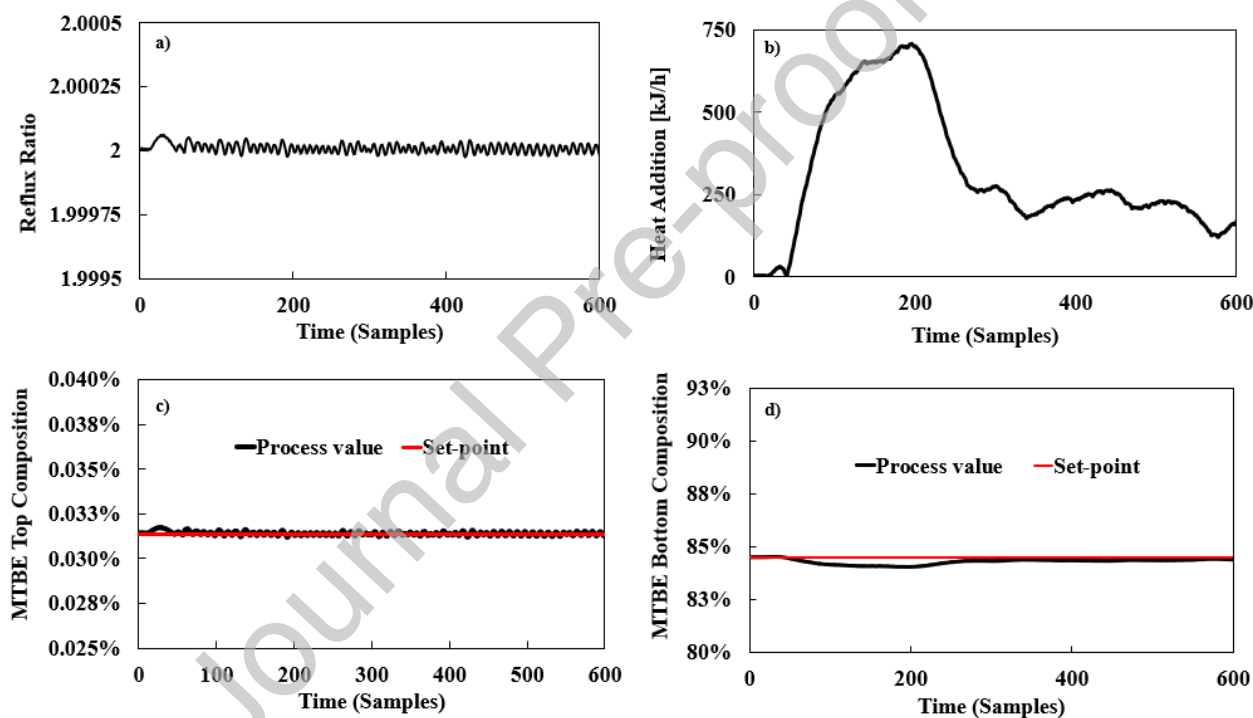 a)
2.0005
2.00025
2
1.99975
1.9995
Reflux Ratio
0
200
400
600
Time (Samples)
b)
750
500
250
0
Heat Addition [kJ/h]
0
200
400
600
Time (Samples)
c)
0.040%
0.038%
0.035%
0.033%
0.030%
0.028%
0.025%
MTBE Top Composition
Process value
Set-point
0
100
200
300
400
500
600
Time (Samples)
d)
93%
90%
88%
85%
83%
80%
MTBE Bottom Composition
Process value
Set-point
0
200
400
600
Time (Samples)
Journal Pre-proof